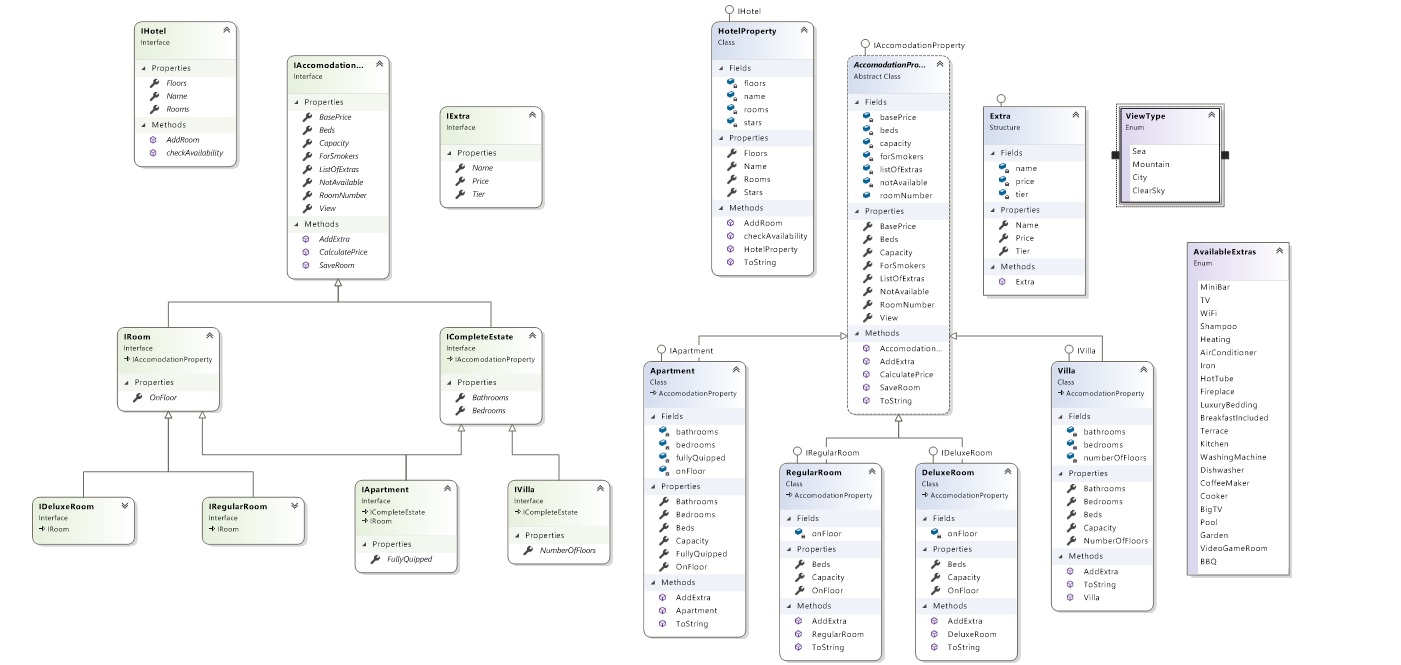 IHotel
Interface
Properties
Floors
Name
Rooms
Methods
AddRoom
checkAvailability
IAccomodation...
Interface
Properties
BasePrice
Beds
Capacity
ForSmokers
ListOfExtras
NotAvailable
RoomNumber
View
Methods
AddExtra
CalculatePrice
SaveRoom
IExtra
Interface
Properties
Name
Price
Tier
IRoom
Interface
IAccomodationProperty
Properties
OnFloor
ICompleteEstate
Interface
IAccomodationProperty
Properties
Bathrooms
Bedrooms
IDeluxeRoom
Interface
IRoom
IRegularRoom
Interface
IRoom
IApartment
Interface
ICompleteEstate
IRoom
Properties
FullyQuipped
IVilla
Interface
ICompleteEstate
Properties
NumberOfFloors
IHotel
HotelProperty
Class
Fields
floors
name
rooms
stars
Properties
Floors
Name
Rooms
Stars
Methods
AddRoom
checkAvailability
HotelProperty
ToString
IAccomodationProperty
AccomodationPro...
Abstract Class
Fields
basePrice
beds
capacity
forSmokers
listOfExtras
notAvailable
roomNumber
Properties
BasePrice
Beds
Capacity
ForSmokers
ListOfExtras
NotAvailable
RoomNumber
View
Methods
Accomodation...
AddExtra
CalculatePrice
SaveRoom
ToString
Extra
Structure
Fields
name
price
tier
Properties
Name
Price
Tier
Methods
Extra
ViewType
Enum
Sea
Mountain
City
ClearSky
AvailableExtras
Enum
MiniBar
TV
WiFi
Shampoo
Heating
AirConditioner
Iron
HotTube
Fireplace
LuxuryBedding
BreakfastIncluded
Terrace
Kitchen
WashingMachine
Dishwasher
CoffeeMaker
Cooker
BigTV
Pool
Garden
VideoGameRoom
BBQ
IApartment
Apartment
Class
AccomodationProperty
Fields
bathrooms
bedrooms
fullyQuipped
onFloor
Properties
Bathrooms
Bedrooms
Beds
Capacity
FullyQuipped
OnFloor
Methods
AddExtra
Apartment
ToString
IRegularRoom
RegularRoom
Class
AccomodationProperty
Fields
onFloor
Properties
Beds
Capacity
OnFloor
Methods
AddExtra
RegularRoom
ToString
IDeluxeRoom
DeluxeRoom
Class
AccomodationProperty
Fields
onFloor
Properties
Beds
Capacity
OnFloor
Methods
AddExtra
DeluxeRoom
ToString
IVilla
Villa
Class
AccomodationProperty
Fields
bathrooms
bedrooms
numberOfFloors
Properties
Bathrooms
Bedrooms
Beds
Capacity
NumberOfFloors
Methods
AddExtra
ToString
Villa